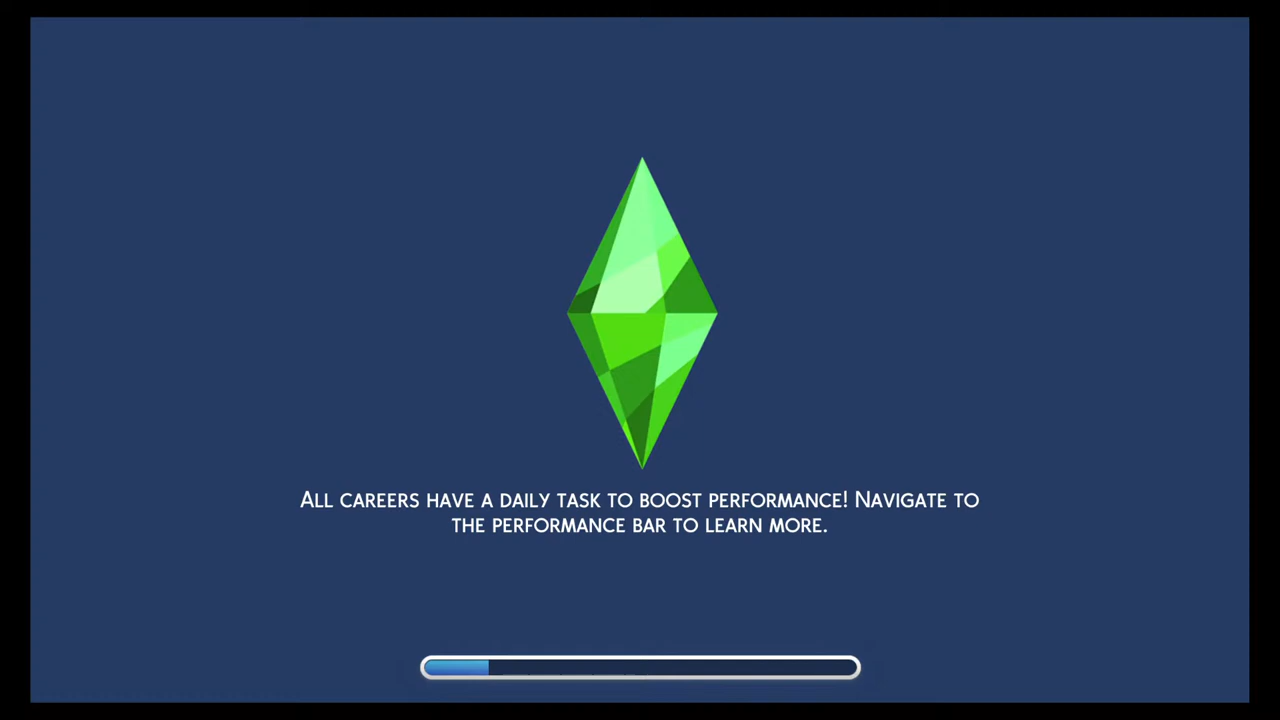 ALL CAREERS HAVE A DAILY TASK TO BOOST PERFORMANCE! NAVIGATE TO
THE PERFORMANCE BAR TO LEARN MORE.